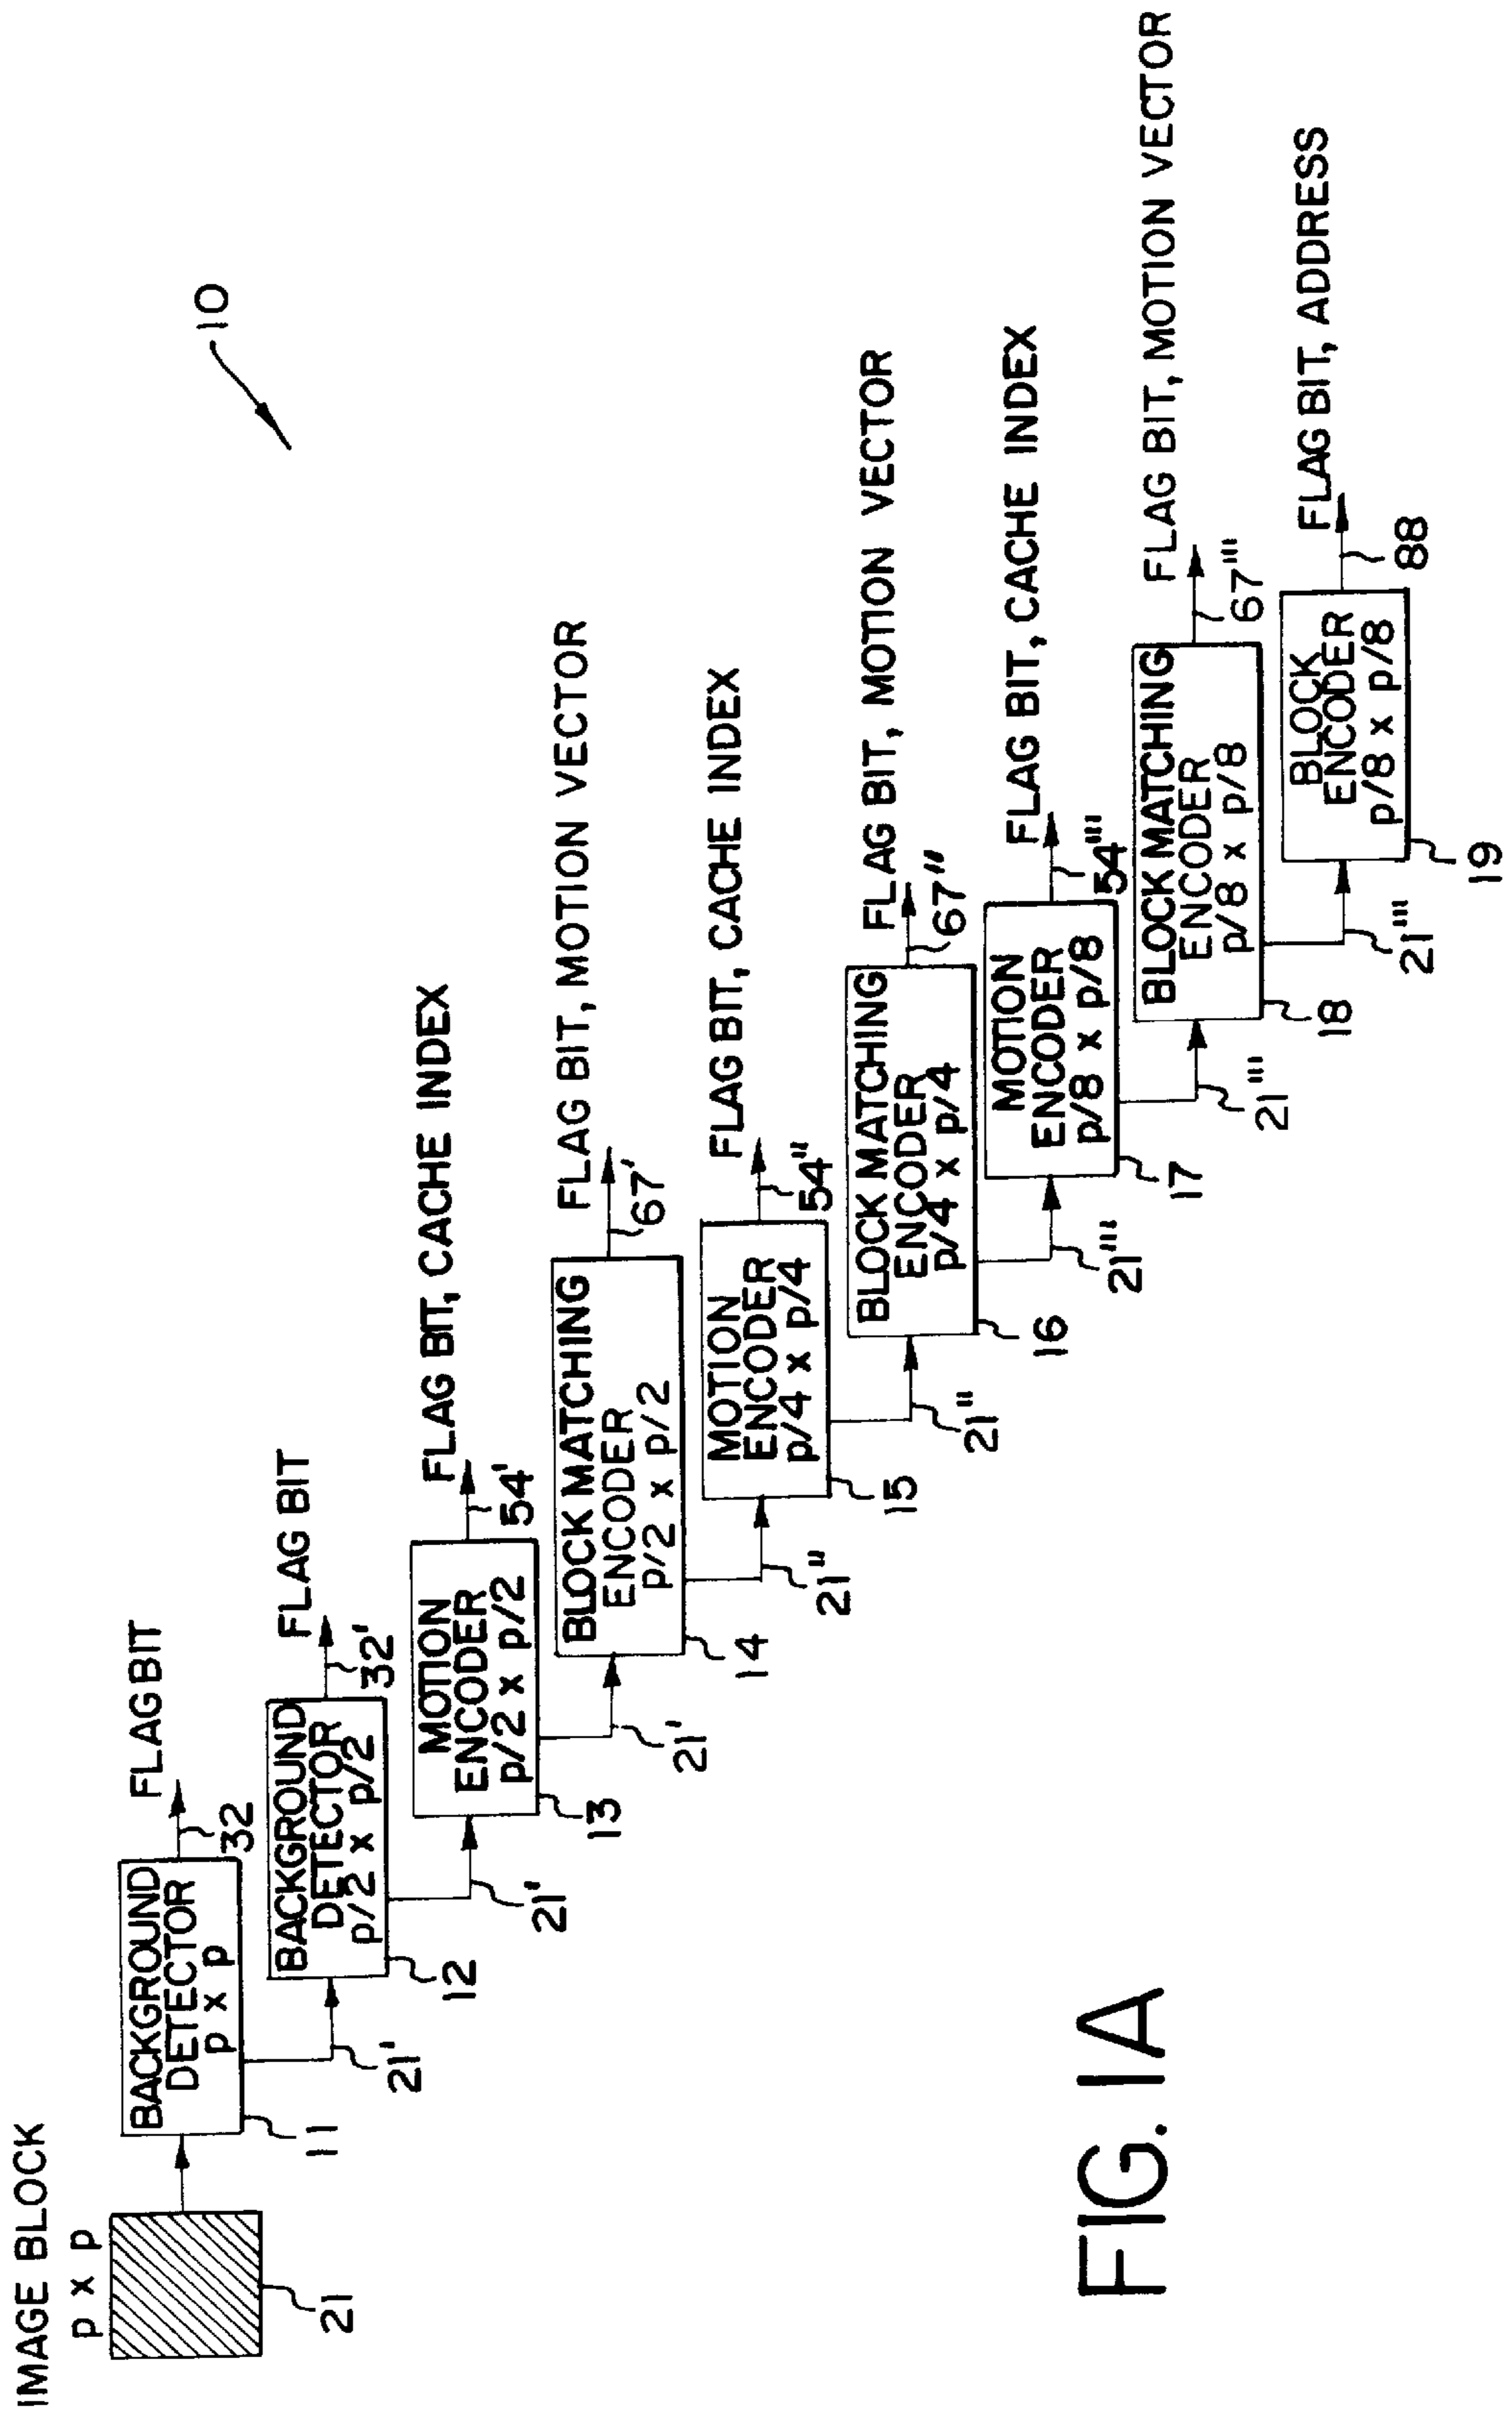 IMAGE BLOCK
p x p
21
10
BACKGROUND
DETECTOR
p x p
11
32
FLAG BIT
21'
BACKGROUND
DETECTOR
p/2 x p/2
12
32'
FLAG BIT
21'
MOTION
ENCODER
p/2 x p/2
13
54'
FLAG BIT, CACHE INDEX
21'
BLOCK MATCHING
ENCODER
p/2 x p/2
14
67'
FLAG BIT, MOTION VECTOR
21"
MOTION
ENCODER
p/4 x p/4
15
54"
FLAG BIT, CACHE INDEX
21"
BLOCK MATCHING
ENCODER
p/4 x p/4
16
67"
FLAG BIT, MOTION VECTOR
21'''
MOTION
ENCODER
p/8 x p/8
17
54'''
FLAG BIT, CACHE INDEX
21'''
BLOCK MATCHING
ENCODER
p/8 x p/8
18
67'''
FLAG BIT, MOTION VECTOR
21'''
BLOCK
ENCODER
p/8 x p/8
19
88
FLAG BIT, ADDRESS
FIG. 1A